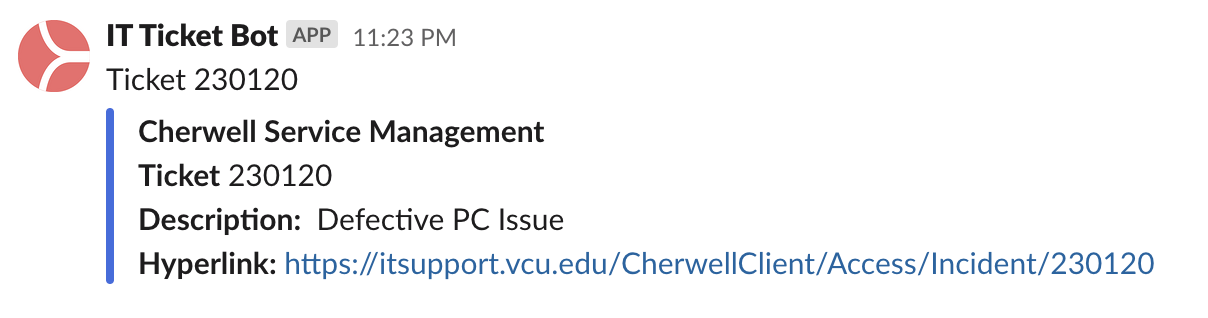 IT Ticket Bot APP 11:23 PM
Ticket 230120
Cherwell Service Management
Ticket 230120
Description: Defective PC Issue
Hyperlink: https://itsupport.vcu.edu/CherwellClient/Access/Incident/230120